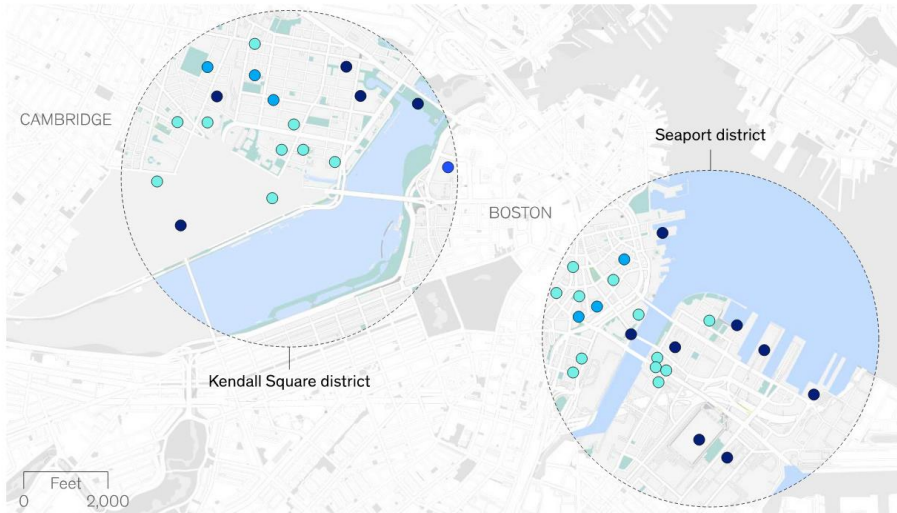 CAMBRIDGE
Seaport district
BOSTON
Kendall Square district
Feet
0 2,000